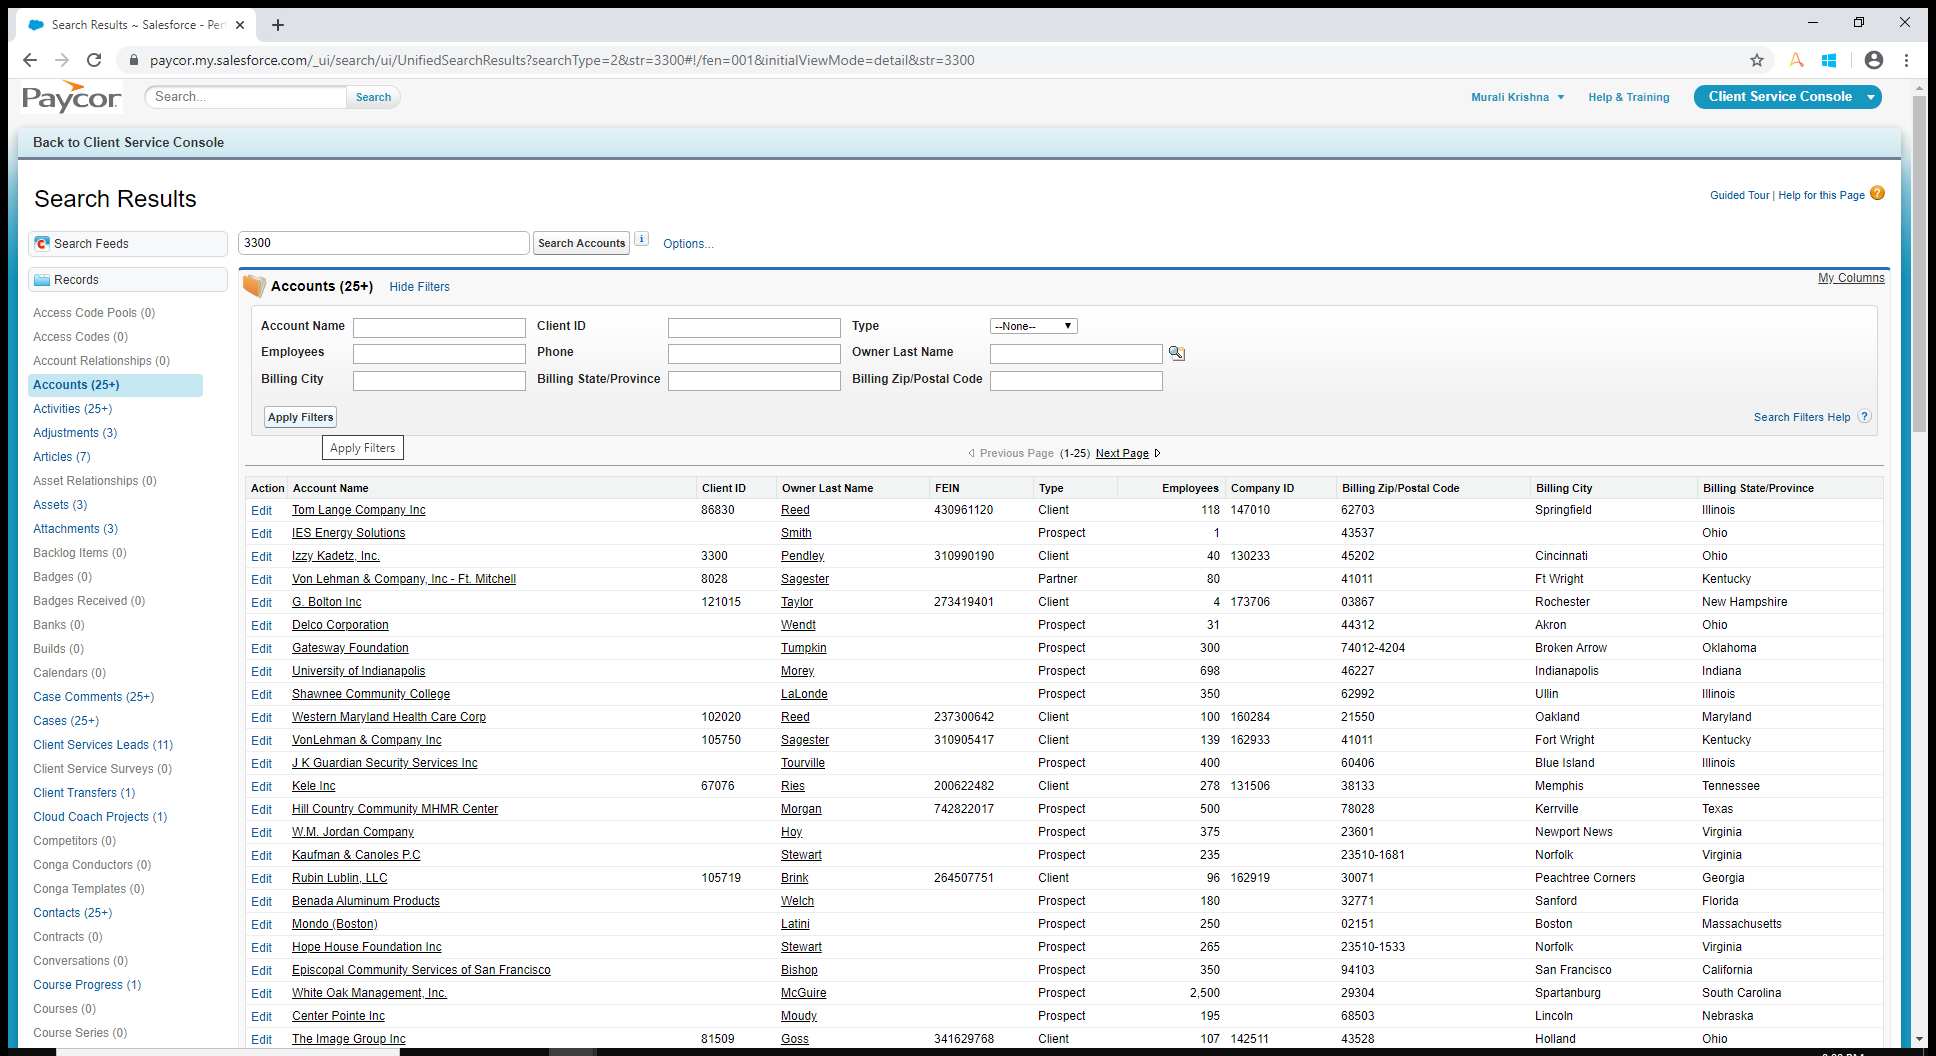 Search Results ~ Salesforce - Per
paycor.my.salesforce.com/_ui/search/ui/UnifiedSearchResults?searchType=2&str=3300#!/fen=001&initialViewMode=detail&str=3300
Paycor
Search...
Search
Murali Krishna
Help & Training
Client Service Console
Back to Client Service Console
Search Results
Guided Tour | Help for this Page
Search Feeds
3300
Search Accounts
i
Options...
Records
Accounts (25+)
Hide Filters
My Columns
Account Name
Client ID
Type
--None--
Employees
Phone
Owner Last Name
Billing City
Billing State/Province
Billing Zip/Postal Code
Apply Filters
Search Filters Help ?
Apply Filters
Previous Page (1-25) Next Page
Access Code Pools (0)
Access Codes (0)
Account Relationships (0)
Accounts (25+)
Activities (25+)
Adjustments (3)
Articles (7)
Asset Relationships (0)
Assets (3)
Attachments (3)
Backlog Items (0)
Badges (0)
Badges Received (0)
Banks (0)
Builds (0)
Calendars (0)
Case Comments (25+)
Cases (25+)
Client Services Leads (11)
Client Service Surveys (0)
Client Transfers (1)
Cloud Coach Projects (1)
Competitors (0)
Conga Conductors (0)
Conga Templates (0)
Contacts (25+)
Contracts (0)
Conversations (0)
Course Progress (1)
Courses (0)
Course Series (0)
Action Account Name Client ID Owner Last Name FEIN Type Employees Company ID Billing Zip/Postal Code Billing City Billing State/Province
Edit Tom Lange Company Inc 86830 Reed 430961120 Client 118 147010 62703 Springfield Illinois
Edit IES Energy Solutions Smith Prospect 1 43537 Ohio
Edit Izzy Kadetz, Inc. 3300 Pendley 310990190 Client 40 130233 45202 Cincinnati Ohio
Edit Von Lehman & Company, Inc - Ft. Mitchell 8028 Sagester Partner 80 41011 Ft Wright Kentucky
Edit G. Bolton Inc 121015 Taylor 273419401 Client 4 173706 03867 Rochester New Hampshire
Edit Delco Corporation Wendt Prospect 31 44312 Akron Ohio
Edit Gatesway Foundation Tumpkin Prospect 300 74012-4204 Broken Arrow Oklahoma
Edit University of Indianapolis Morey Prospect 698 46227 Indianapolis Indiana
Edit Shawnee Community College LaLonde Prospect 350 62992 Ullin Illinois
Edit Western Maryland Health Care Corp 102020 Reed 237300642 Client 100 160284 21550 Oakland Maryland
Edit VonLehman & Company Inc 105750 Sagester 310905417 Client 139 162933 41011 Fort Wright Kentucky
Edit J K Guardian Security Services Inc Tourville Prospect 400 60406 Blue Island Illinois
Edit Kele Inc 67076 Ries 200622482 Client 278 131506 38133 Memphis Tennessee
Edit Hill Country Community MHMR Center Morgan 742822017 Prospect 500 78028 Kerrville Texas
Edit W.M. Jordan Company Hoy Prospect 375 23601 Newport News Virginia
Edit Kaufman & Canoles P.C Stewart Prospect 235 23510-1681 Norfolk Virginia
Edit Rubin Lublin, LLC 105719 Brink 264507751 Client 96 162919 30071 Peachtree Corners Georgia
Edit Benada Aluminum Products Welch Prospect 180 32771 Sanford Florida
Edit Mondo (Boston) Latini Prospect 250 02151 Boston Massachusetts
Edit Hope House Foundation Inc Stewart Prospect 265 23510-1533 Norfolk Virginia
Edit Episcopal Community Services of San Francisco Bishop Prospect 350 94103 San Francisco California
Edit White Oak Management, Inc. McGuire Prospect 2,500 29304 Spartanburg South Carolina
Edit Center Pointe Inc Moudy Prospect 195 68503 Lincoln Nebraska
Edit The Image Group Inc 81509 Goss 341629768 Client 107 142511 43528 Holland Ohio